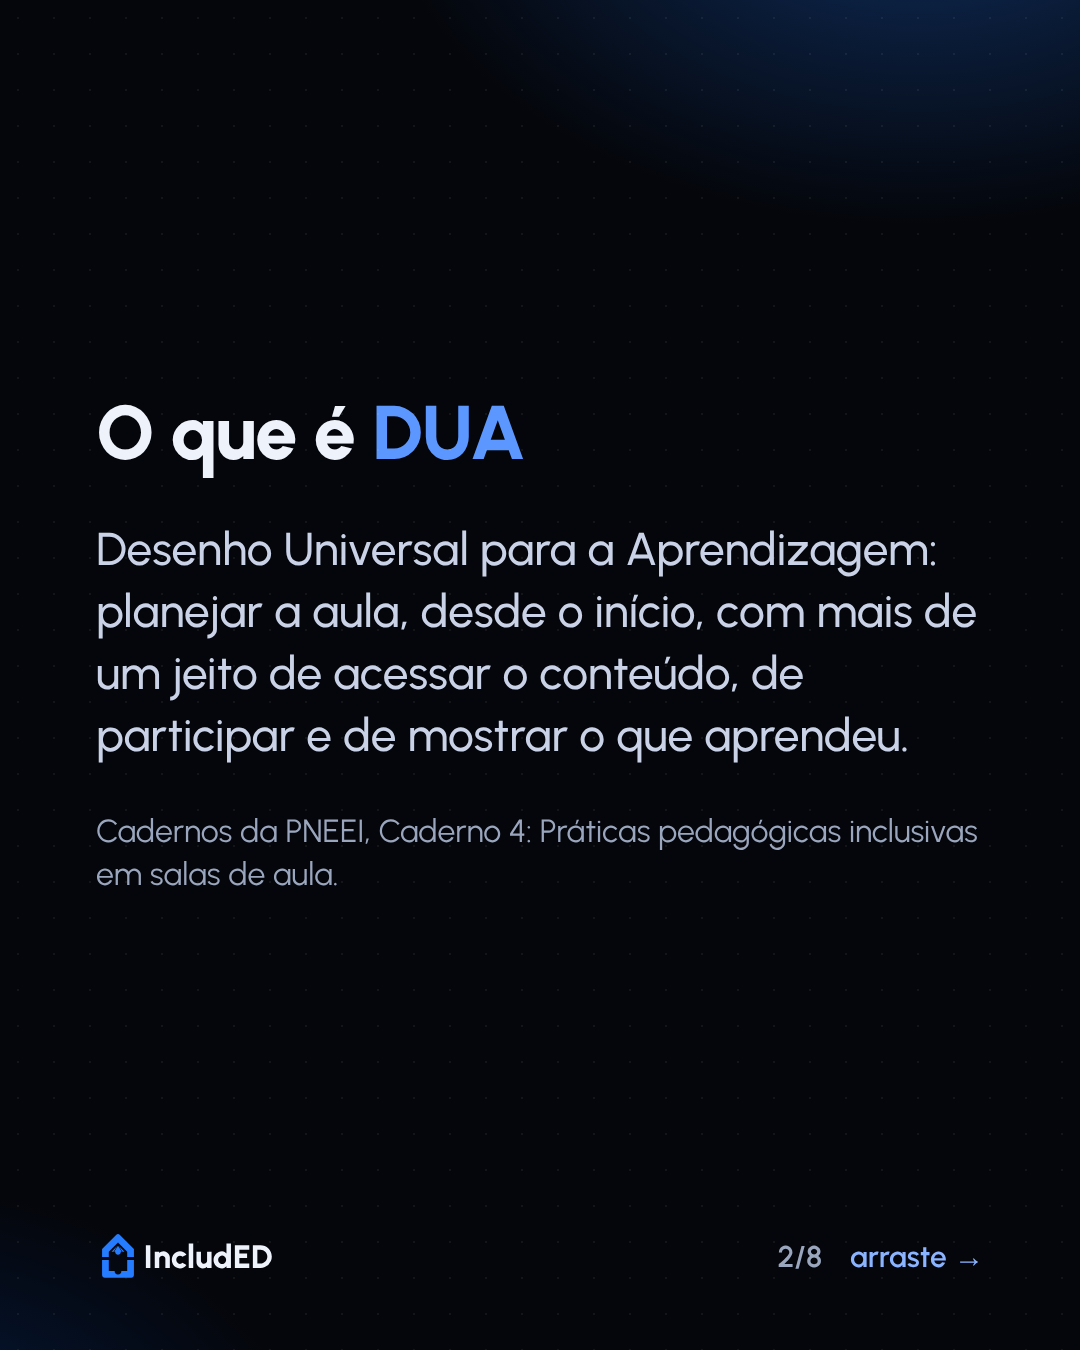 O que é DUA
Desenho Universal para a Aprendizagem:
planejar a aula, desde o início, com mais de
um jeito de acessar o conteúdo, de
participar e de mostrar o que aprendeu.
Cadernos da PNEEI, Caderno 4: Práticas pedagógicas inclusivas
em salas de aula.
IncludED
2/8 arraste →